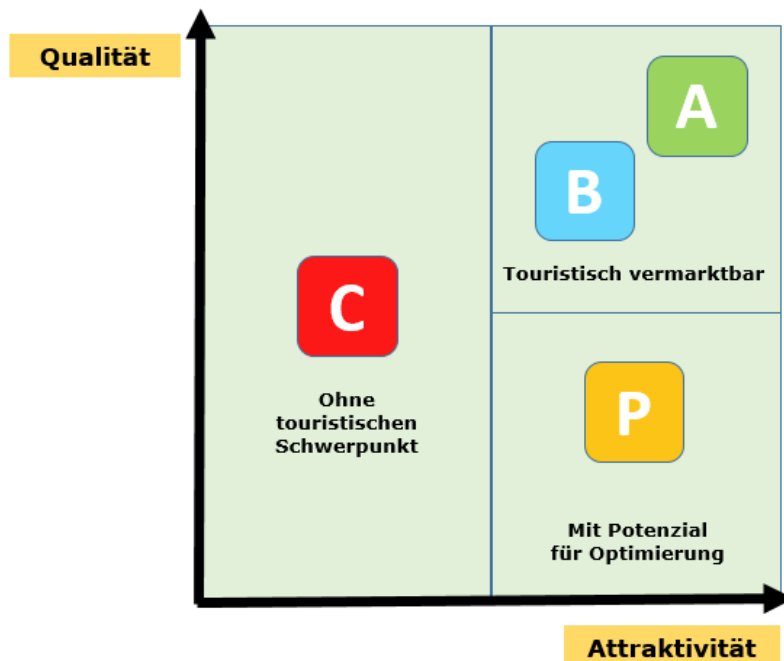 Qualität
A
B
Touristisch vermarktbar
C
Ohne
touristischen
Schwerpunkt
P
Mit Potenzial
für Optimierung
Attraktivität